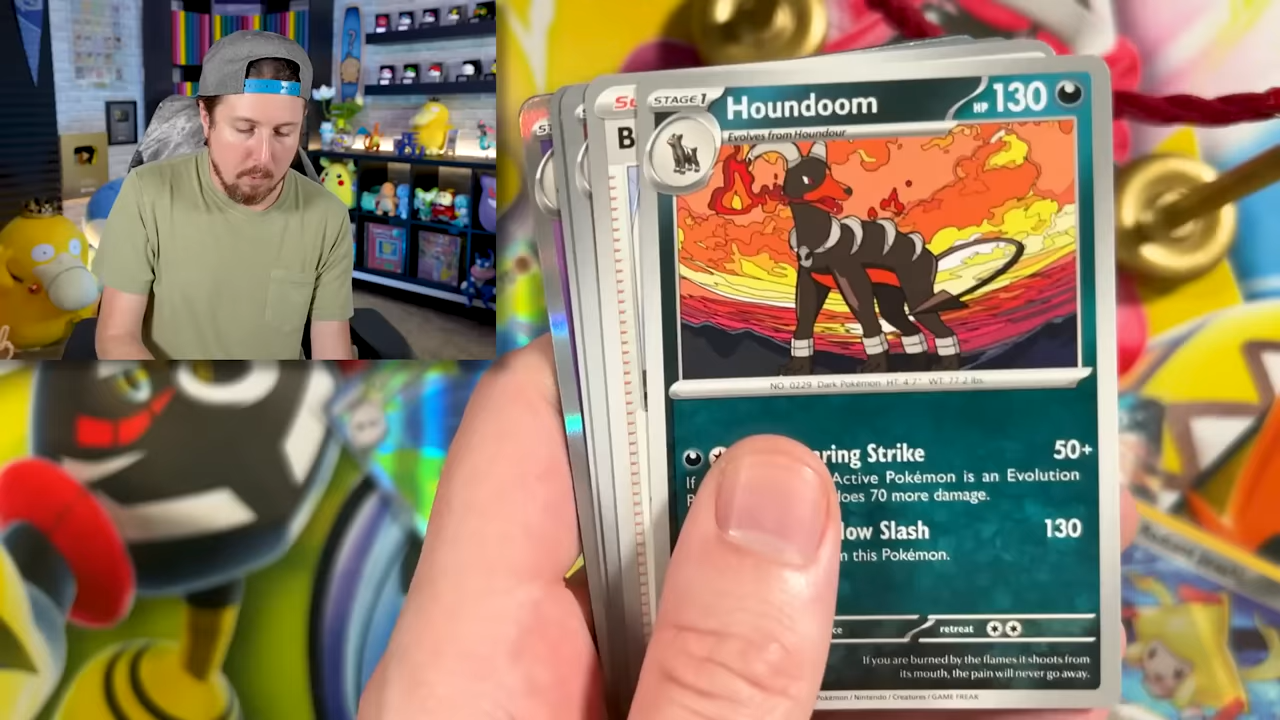 STAGE 1
Houndoom
HP 130
Evolves from Houndour
NO. 0229 Dark Pokémon HT: 4'7" WT: 77.2 lbs.
aring Strike 50+
If Active Pokémon is an Evolution
does 70 more damage.
low Slash 130
this Pokémon.
retreat
If you are burned by the flames it shoots from
its mouth, the pain will never go away.
Pokémon / Nintendo / Creatures / GAME FREAK